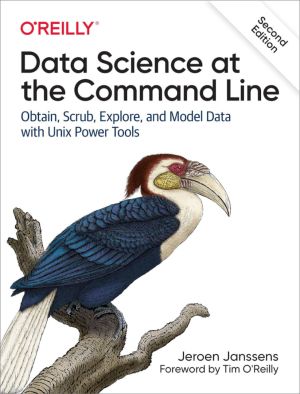 O'REILLY®
Second
Edition
Data Science at
the Command Line
Obtain, Scrub, Explore, and Model Data
with Unix Power Tools
Jeroen Janssens
Foreword by Tim O'Reilly